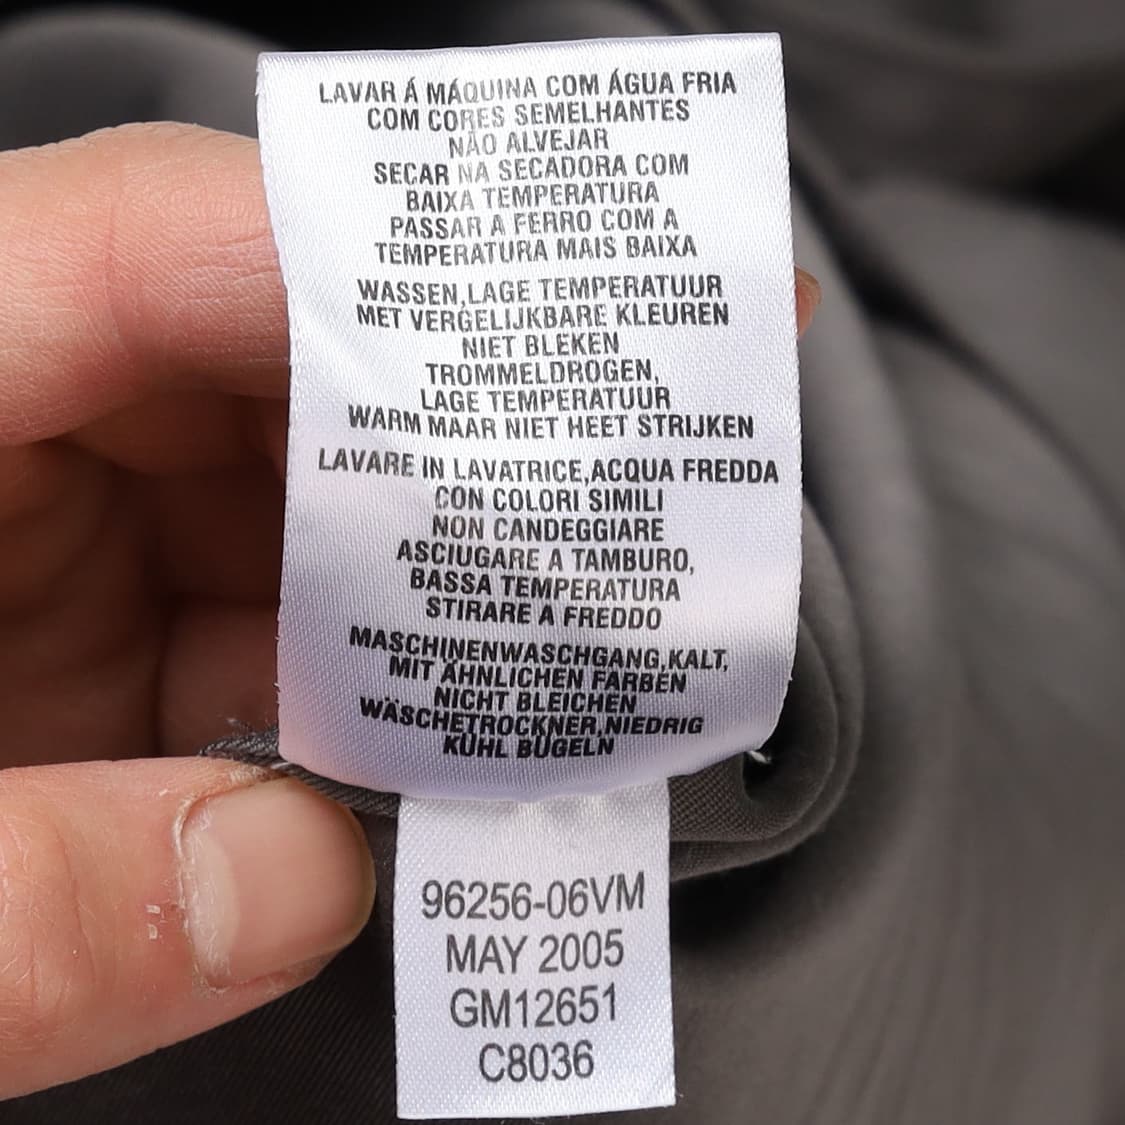 LAVAR Á MÁQUINA COM ÁGUA FRIA
COM CORES SEMELHANTES
NÃO ALVEJAR
SECAR NA SECADORA COM
BAIXA TEMPERATURA
PASSAR A FERRO COM A
TEMPERATURA MAIS BAIXA
WASSEN,LAGE TEMPERATUUR
MET VERGELIJKBARE KLEUREN
NIET BLEKEN
TROMMELDROGEN,
LAGE TEMPERATUUR
WARM MAAR NIET HEET STRIJKEN
LAVARE IN LAVATRICE,ACQUA FREDDA
CON COLORI SIMILI
NON CANDEGGIARE
ASCIUGARE A TAMBURO,
BASSA TEMPERATURA
STIRARE A FREDDO
MASCHINENWASCHGANG,KALT,
MIT ÄHNLICHEN FARBEN
NICHT BLEICHEN
WÄSCHETROCKNER,NIEDRIG
KÜHL BÜGELN
96256-06VM
MAY 2005
GM12651
C8036